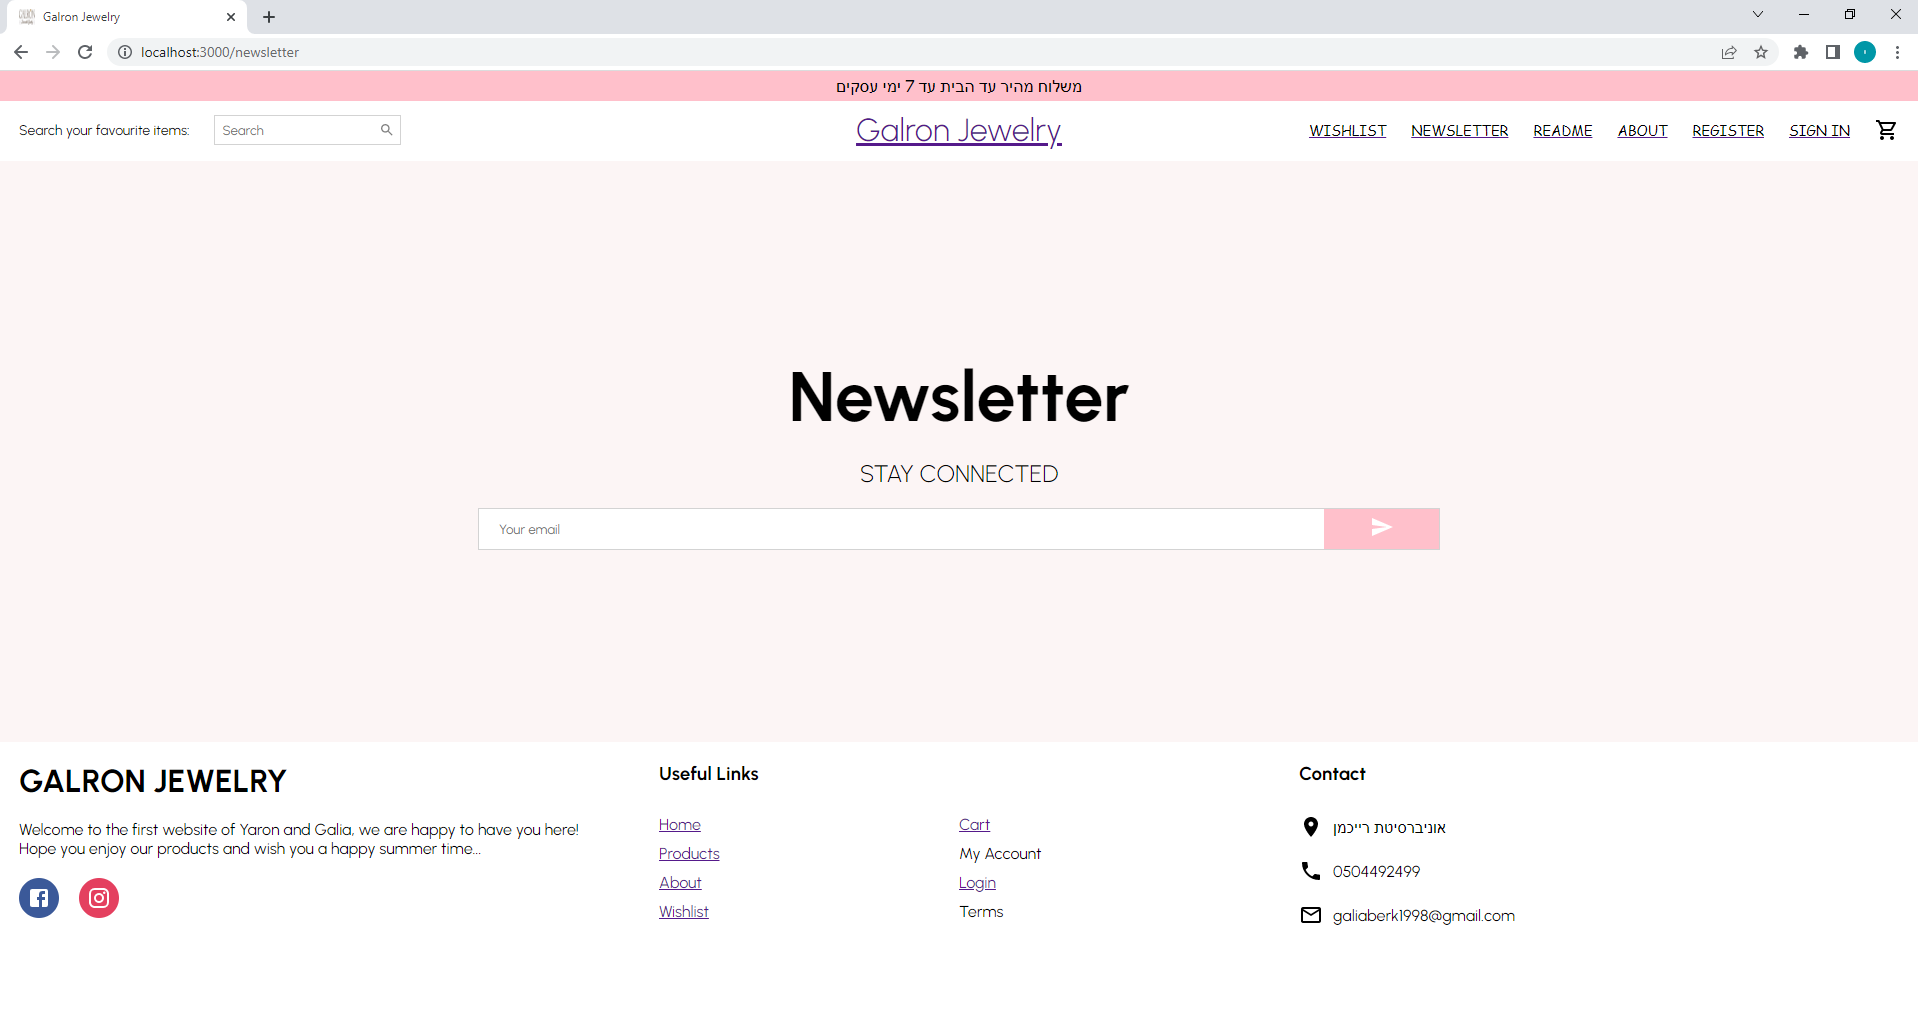 Galron Jewelry
localhost:3000/newsletter
משלוח מהיר עד הבית עד 7 ימי עסקים
Search your favourite items:
Search
Galron Jewelry
WISHLIST
NEWSLETTER
README
ABOUT
REGISTER
SIGN IN
Newsletter
STAY CONNECTED
Your email
GALRON JEWELRY
Welcome to the first website of Yaron and Galia, we are happy to have you here!
Hope you enjoy our products and wish you a happy summer time...
Useful Links
Home
Cart
Products
My Account
About
Login
Wishlist
Terms
Contact
אוניברסיטת רייכמן
0504492499
galiaberk1998@gmail.com